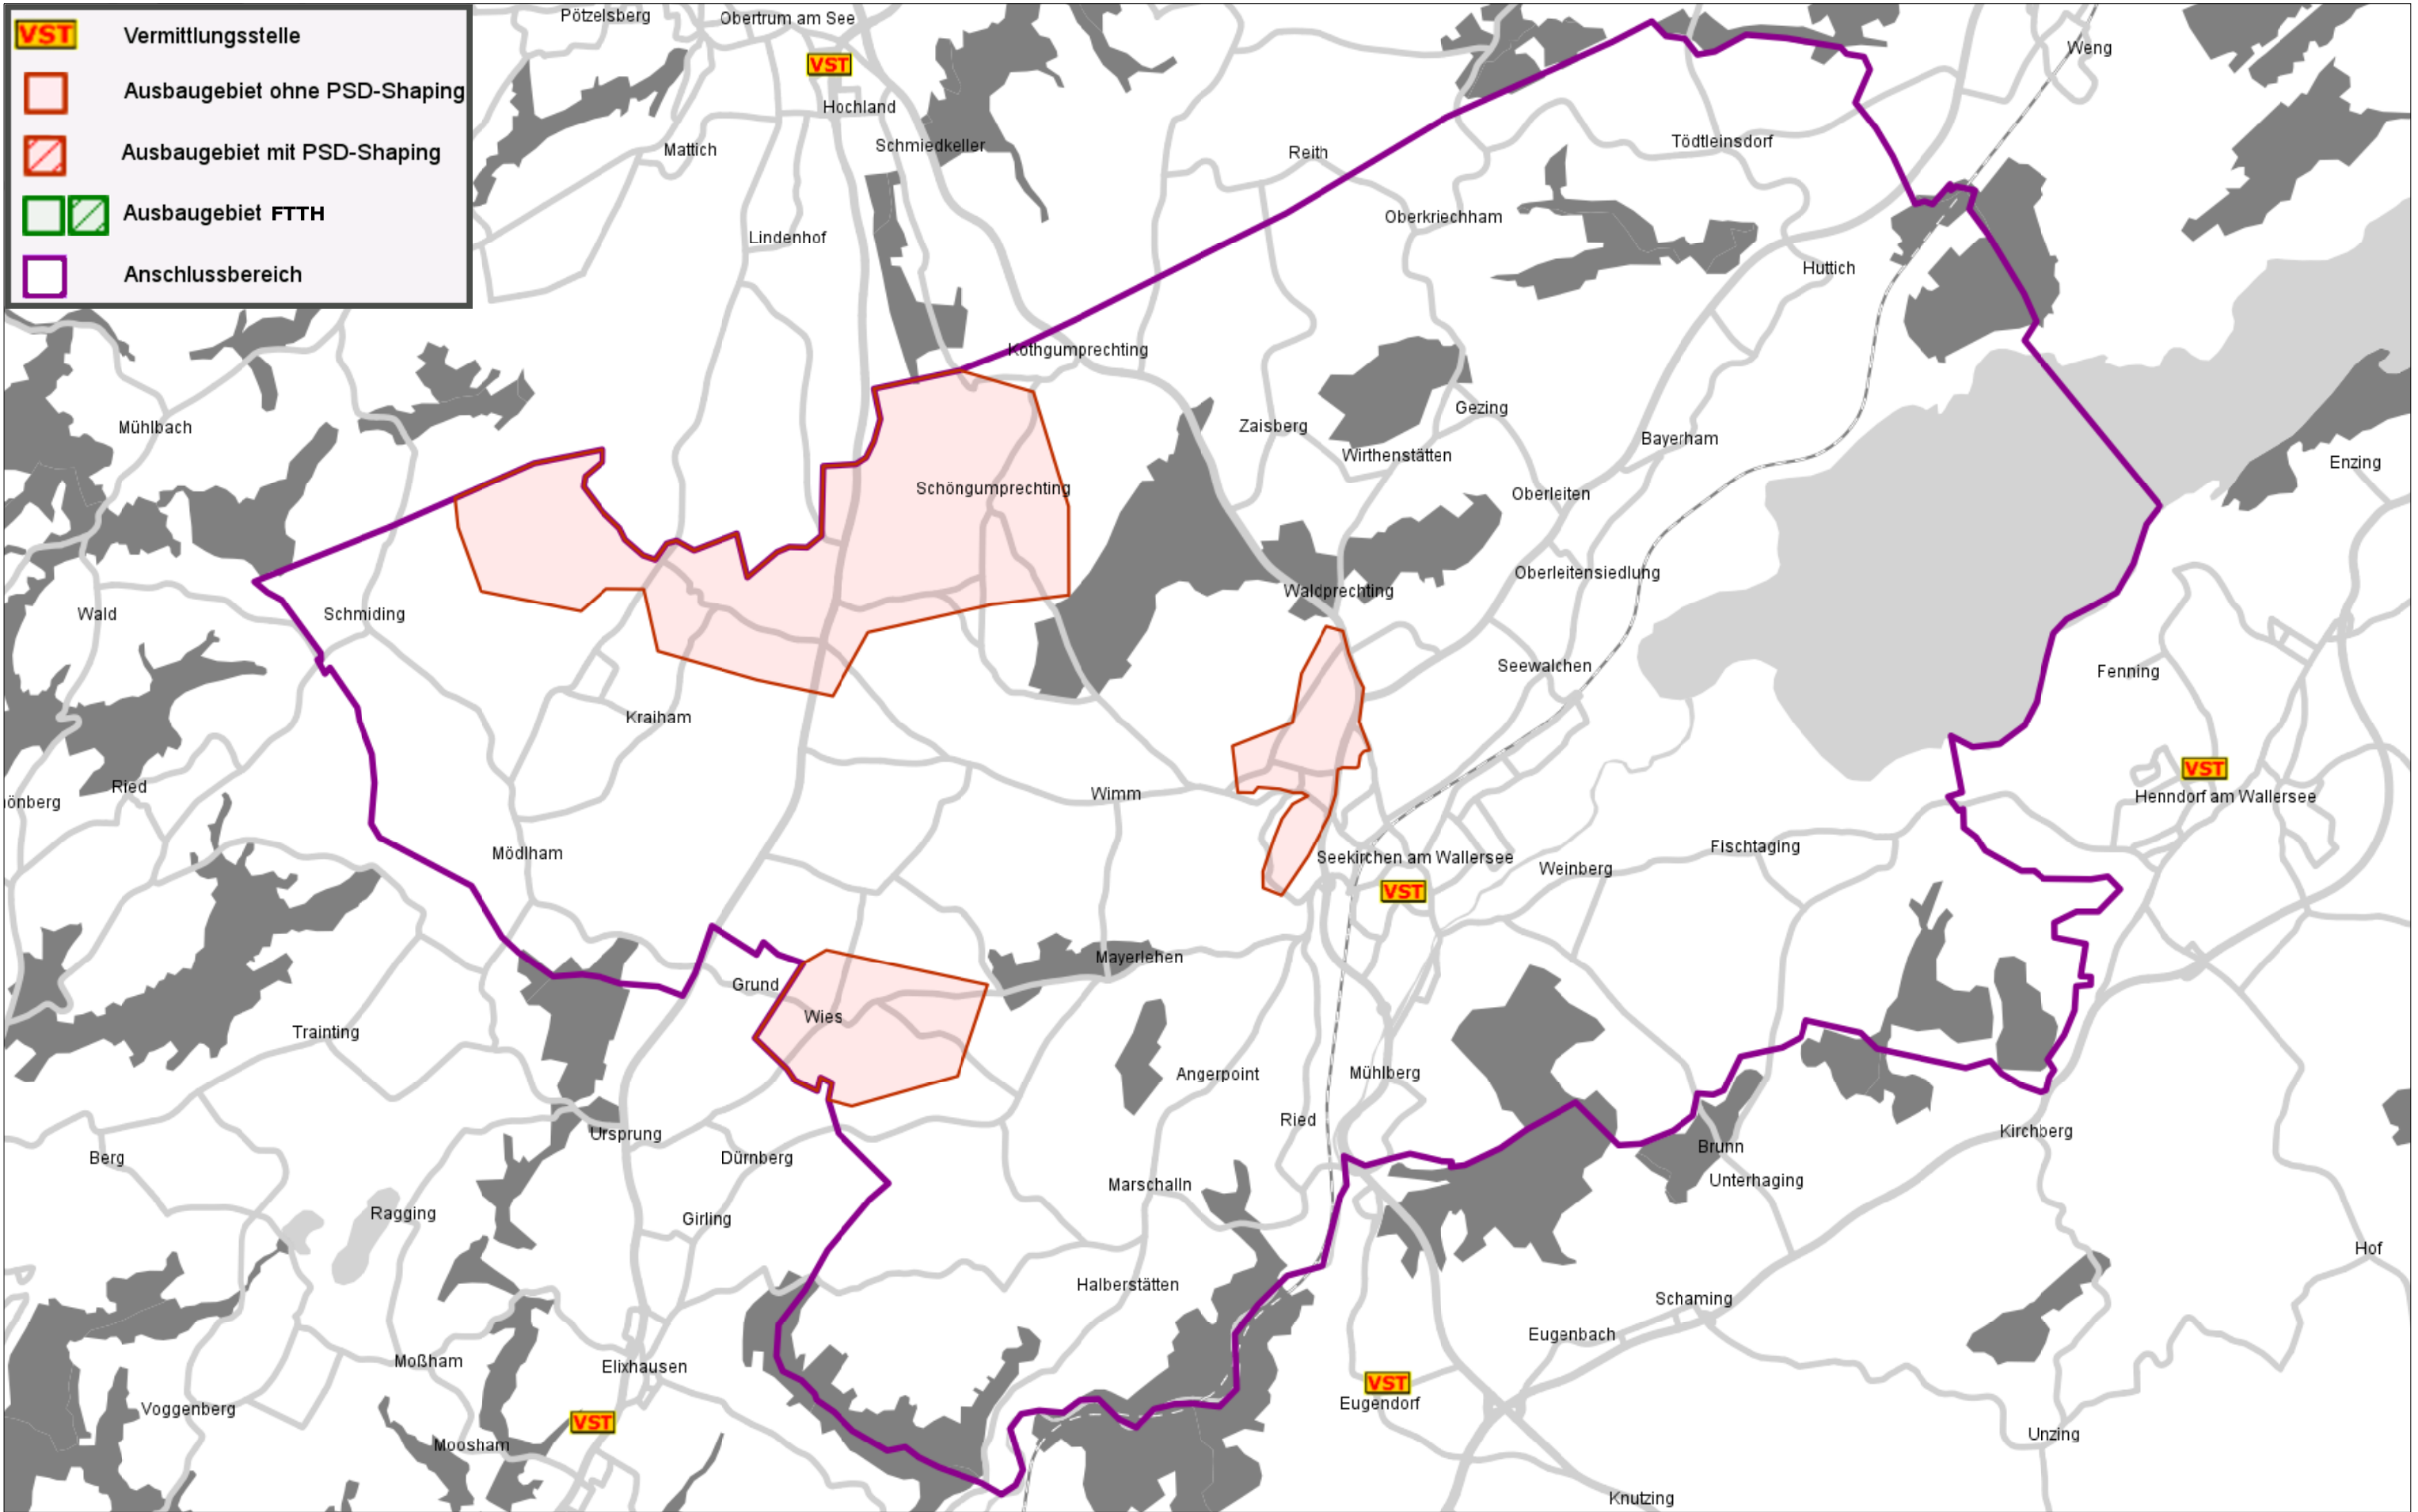 VST Vermittlungsstelle
Ausbaugebiet ohne PSD-Shaping
Ausbaugebiet mit PSD-Shaping
Ausbaugebiet FTTH
Anschlussbereich
Pötzelsberg
Obertrum am See
VST
Hochland
Schmiedkeller
Mattich
Lindenhof
Weng
Reith
Tödtleinsdorf
Oberkriechham
Huttich
Kothgumprechting
Mühlbach
Zaisberg
Gezing
Wirthenstätten
Bayerham
Enzing
Schöngumprechting
Oberleiten
Oberleitensiedlung
Waldprechting
Wald
Schmiding
Seewalchen
Fenning
Kraiham
VST
Ried
Wimm
Henndorf am Wallersee
önberg
Mödlham
Seekirchen am Wallersee
Fischtaging
Weinberg
VST
Mayerlehen
Grund
Wies
Trainting
Angerpoint
Mühlberg
Ried
Ursprung
Kirchberg
Brunn
Berg
Dürnberg
Marschalln
Unterhaging
Ragging
Girling
Hof
Halberstätten
Schaming
Eugenbach
Moßham
Elixhausen
VST
Eugendorf
Voggenberg
VST
Moosham
Unzing
Knutzing